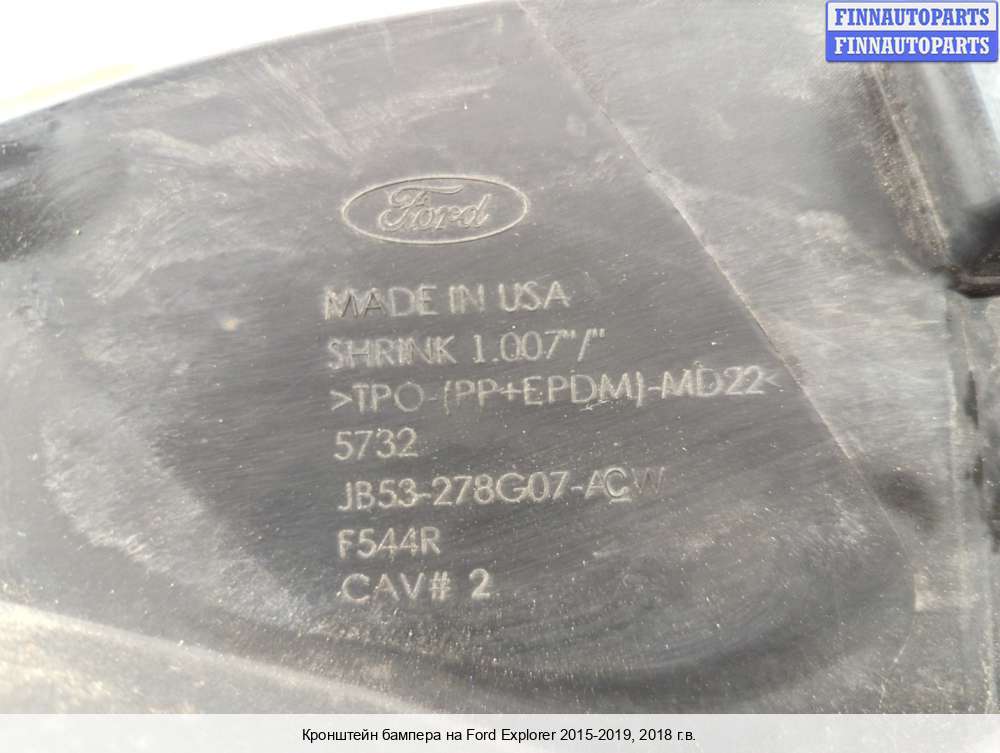 FINNAUTOPARTS
FINNAUTOPARTS
Ford
MADE IN USA
SHRINK 1.007"/"
>TPO-(PP+EPDM)-MD22<
5732
JB53-278G07-ACW
F544R
CAV# 2
Кронштейн бампера на Ford Explorer 2015-2019, 2018 г.в.